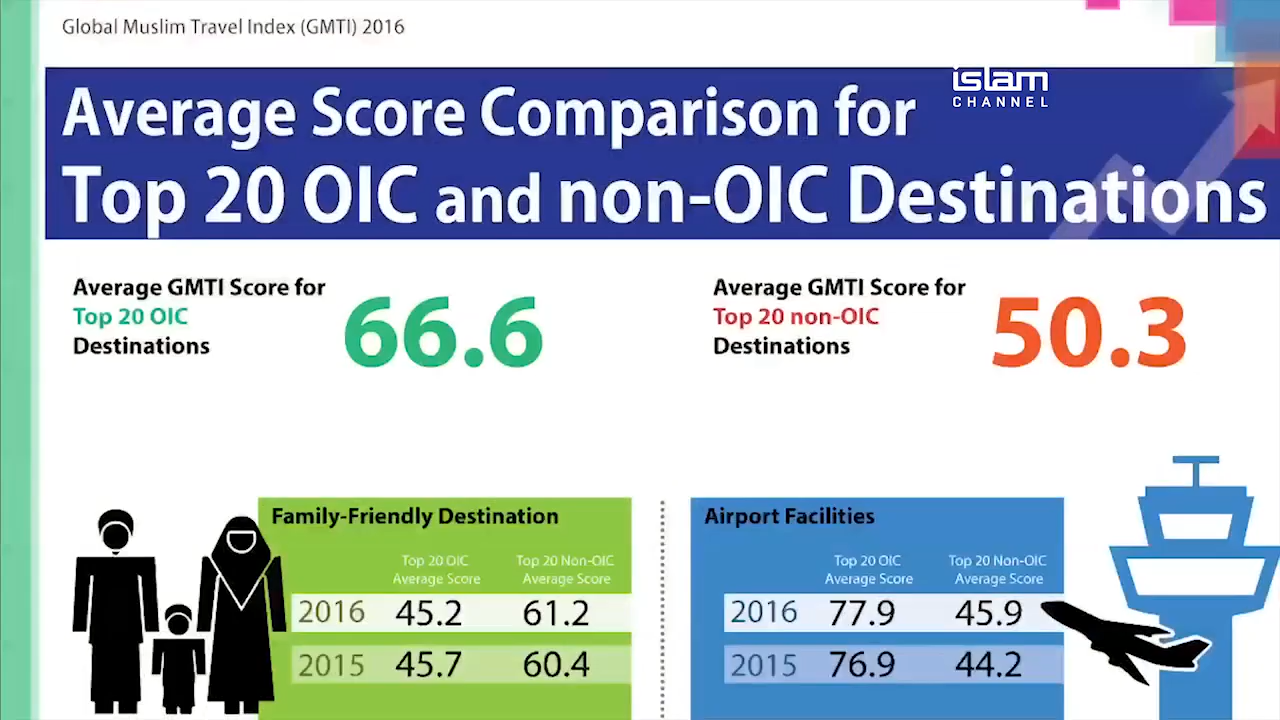 Global Muslim Travel Index (GMTI) 2016
islam
CHANNEL
Average Score Comparison for
Top 20 OIC and non-OIC Destinations
Average GMTI Score for
Top 20 OIC
Destinations
66.6
Average GMTI Score for
Top 20 non-OIC
Destinations
50.3
Family-Friendly Destination
Top 20 OIC Top 20 Non-OIC
Average Score Average Score
2016 45.2 61.2
2015 45.7 60.4
Airport Facilities
Top 20 OIC Top 20 Non-OIC
Average Score Average Score
2016 77.9 45.9
2015 76.9 44.2